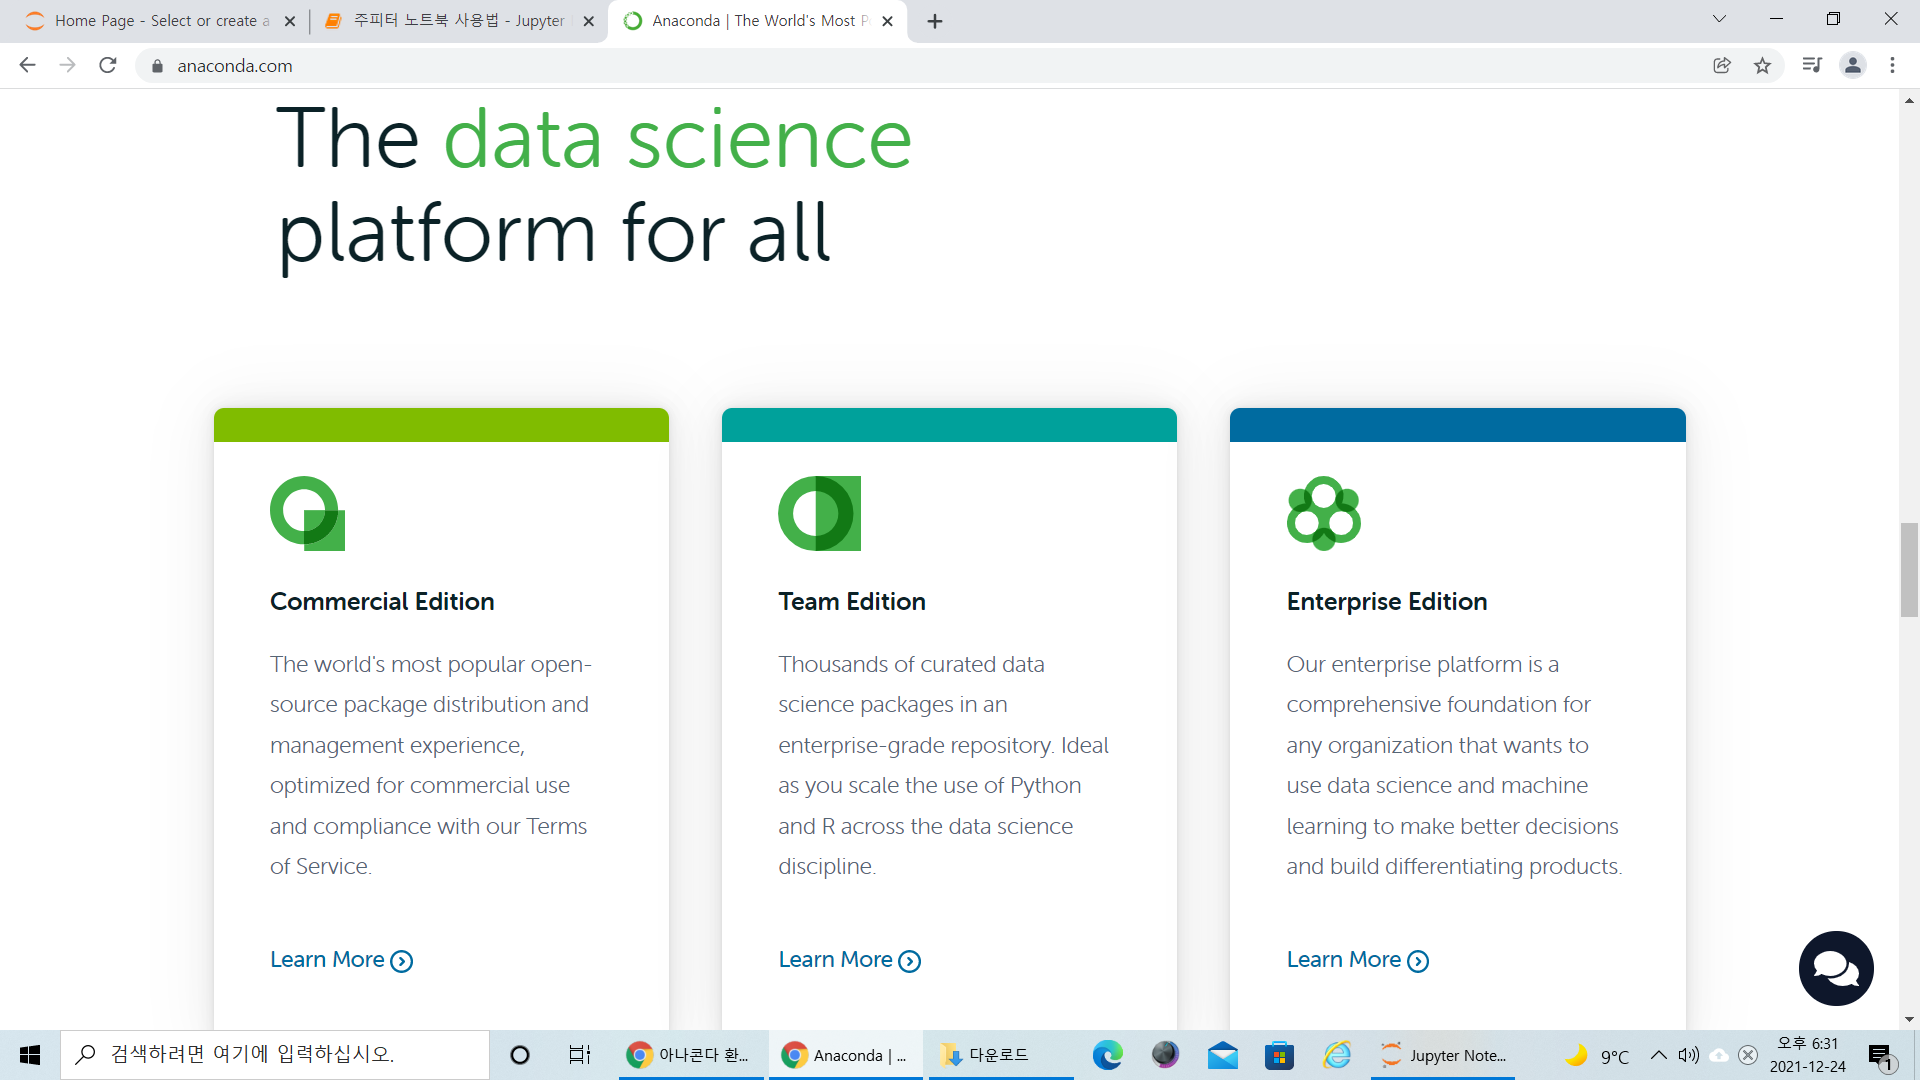 Home Page - Select or create a
주피터 노트북 사용법 - Jupyter
Anaconda | The World's Most P
anaconda.com
The data science
platform for all
Commercial Edition
The world's most popular open-
source package distribution and
management experience,
optimized for commercial use
and compliance with our Terms
of Service.
Learn More
Team Edition
Thousands of curated data
science packages in an
enterprise-grade repository. Ideal
as you scale the use of Python
and R across the data science
discipline.
Learn More
Enterprise Edition
Our enterprise platform is a
comprehensive foundation for
any organization that wants to
use data science and machine
learning to make better decisions
and build differentiating products.
Learn More
검색하려면 여기에 입력하십시오.
아나콘다 환...
Anaconda | ...
다운로드
Jupyter Note...
9°C
오후 6:31
2021-12-24
1